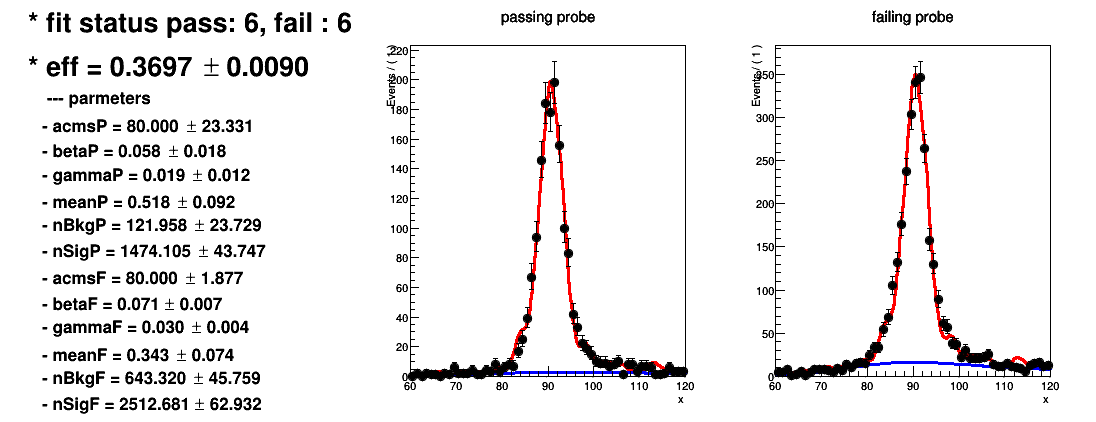 * fit status pass: 6, fail : 6
* eff = 0.3697 ± 0.0090
--- parmeters
- acmsP = 80.000 ± 23.331
- betaP = 0.058 ± 0.018
- gammaP = 0.019 ± 0.012
- meanP = 0.518 ± 0.092
- nBkgP = 121.958 ± 23.729
- nSigP = 1474.105 ± 43.747
- acmsF = 80.000 ± 1.877
- betaF = 0.071 ± 0.007
- gammaF = 0.030 ± 0.004
- meanF = 0.343 ± 0.074
- nBkgF = 643.320 ± 45.759
- nSigF = 2512.681 ± 62.932
passing probe
Events / ( 1 )
220
200
180
160
140
120
100
80
60
40
20
0
60 70 80 90 100 110 120
x
failing probe
Events / ( 1 )
350
300
250
200
150
100
50
0
60 70 80 90 100 110 120
x